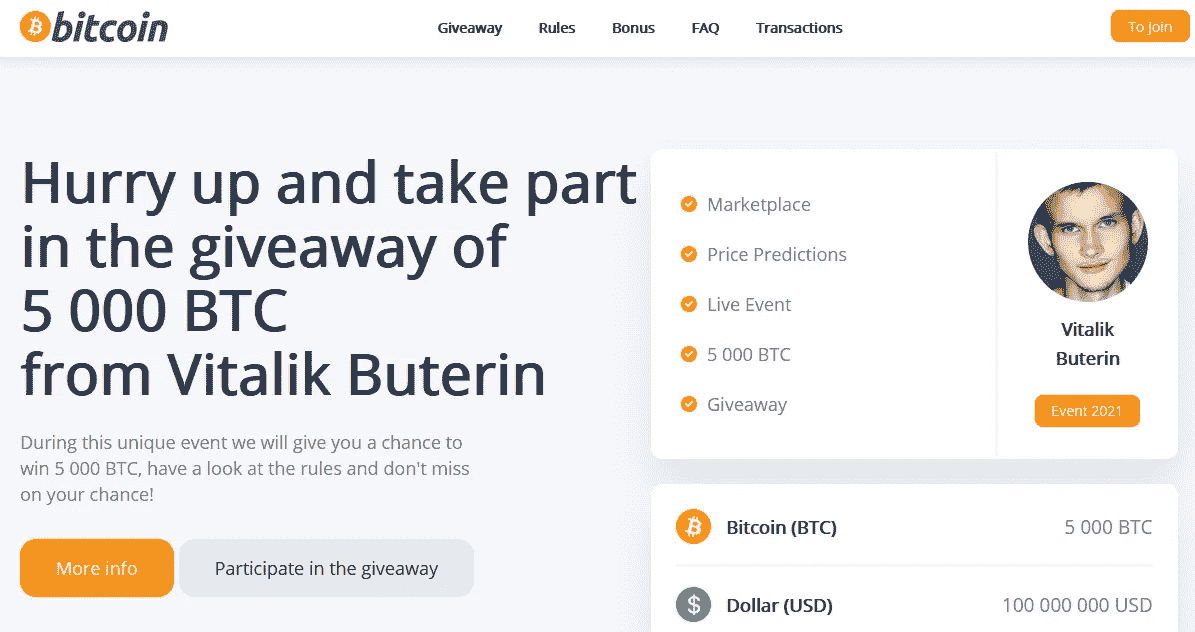 bitcoin
Giveaway Rules Bonus FAQ Transactions
To Join
Hurry up and take part
in the giveaway of
5 000 BTC
from Vitalik Buterin
During this unique event we will give you a chance to
win 5 000 BTC, have a look at the rules and don't miss
on your chance!
More info
Participate in the giveaway
Marketplace
Price Predictions
Live Event
5 000 BTC
Giveaway
Vitalik
Buterin
Event 2021
Bitcoin (BTC) 5 000 BTC
Dollar (USD) 100 000 000 USD